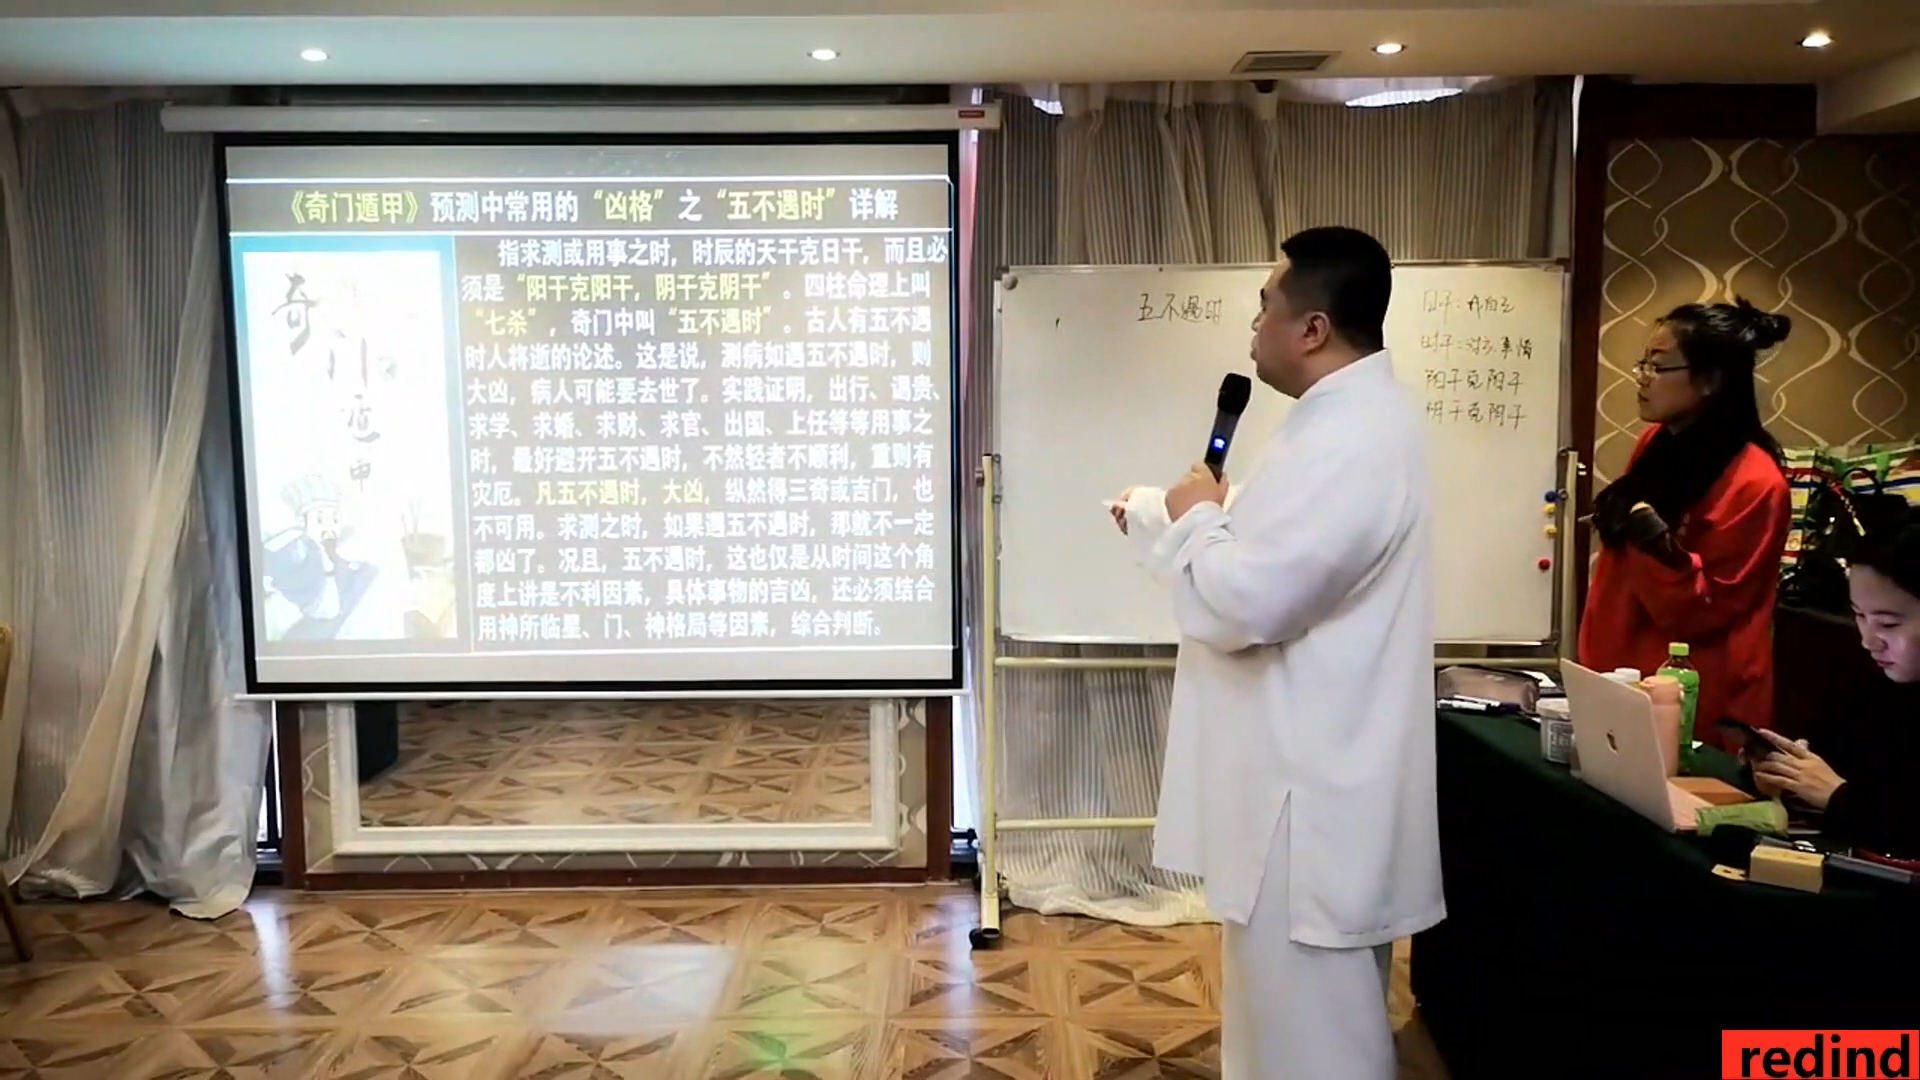 《奇门遁甲》预测中常用的“凶格”之“五不遇时”详解
指求测或用事之时，时辰的天干克日干，而且必
须是“阳干克阳干，阴干克阴干”。四柱命理上叫
“七杀”，奇门中叫“五不遇时”。古人有五不遇
时人将逝的论述。这是说，测病如遇五不遇时，则
大凶，病人可能要去世了。实践证明，出行、谒贵、
求学、求婚、求财、求官、出国、上任等等用事之
时，最好避开五不遇时，不然轻者不顺利，重则有
灾厄。凡五不遇时，大凶，纵然得三奇或吉门，也
不可用。求测之时，如果遇五不遇时，那就不一定
都凶了。况且，五不遇时，这也仅是从时间这个角
度上讲是不利因素，具体事物的吉凶，还必须结合
用神所临星、门、神格局等因素，综合判断。
奇
门
遁
甲
五不遇时
日干：
时干：对方.事情
阳干克阳干
阴干克阴干
redind